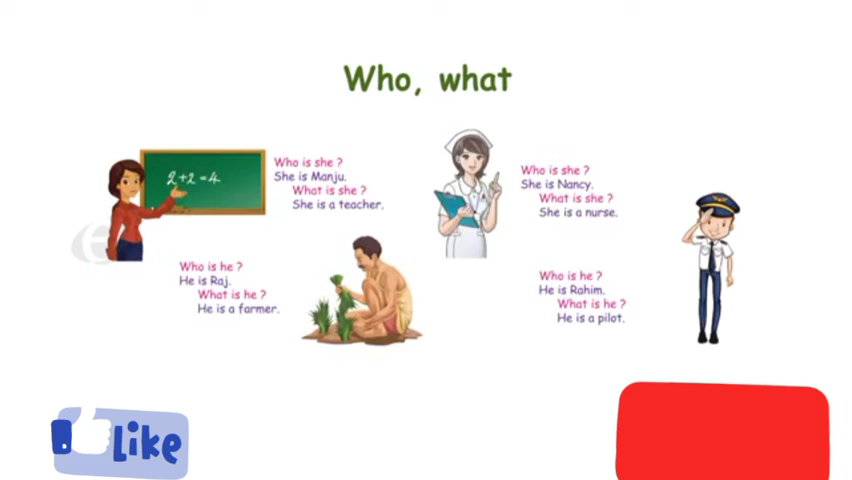 Who, what
2+2=4
Who is she ?
She is Manju.
What is she ?
She is a teacher.
Who is she ?
She is Nancy.
What is she ?
She is a nurse.
Who is he ?
He is Raj.
What is he ?
He is a farmer.
Who is he ?
He is Rahim.
What is he ?
He is a pilot.
Like